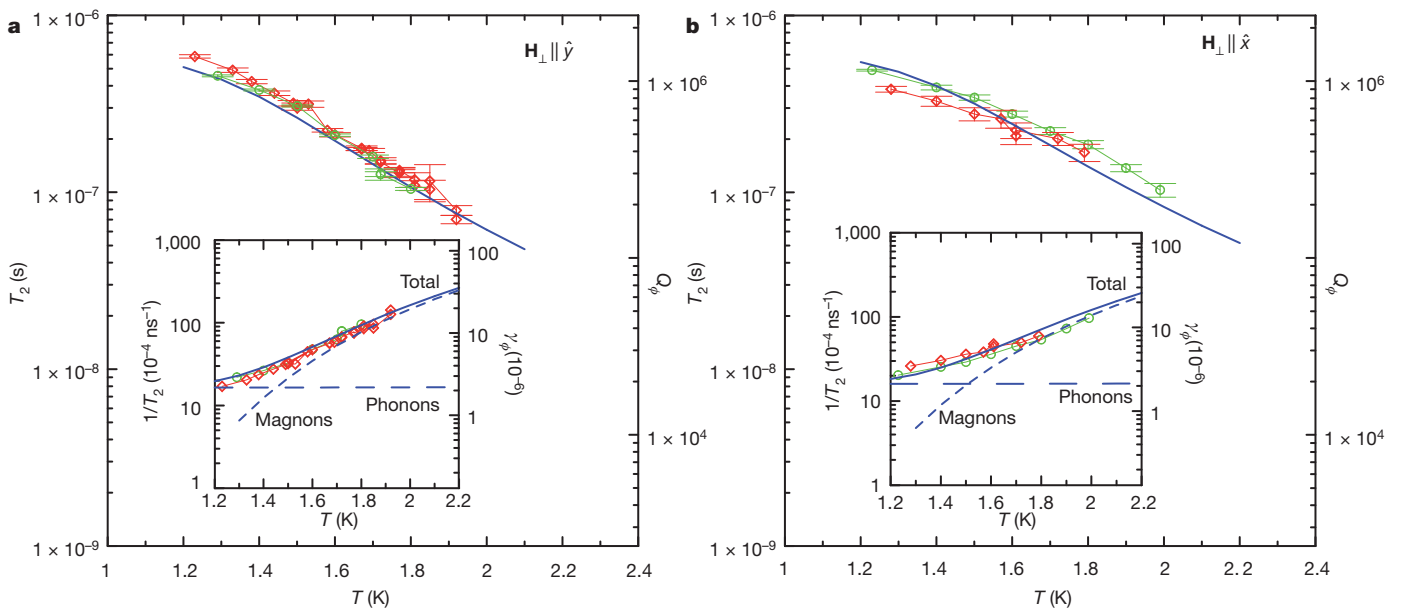 a
b
H⊥ || ŷ
H⊥ || x̂
1 × 10⁻⁶
1 × 10⁻⁷
1 × 10⁻⁸
1 × 10⁻⁹
T₂ (s)
1 × 10⁶
1 × 10⁴
Qφ
1 1.2 1.4 1.6 1.8 2 2.2 2.4
T (K)
1,000
100
10
1
1/T₂ (10⁻⁴ ns⁻¹)
100
10
1
γφ(10⁻⁶)
Total
Phonons
Magnons
1.2 1.4 1.6 1.8 2 2.2
T (K)
1 × 10⁻⁶
1 × 10⁻⁷
1 × 10⁻⁸
1 × 10⁻⁹
T₂ (s)
1 × 10⁶
1 × 10⁴
Qφ
1 1.2 1.4 1.6 1.8 2 2.2 2.4
T (K)
1,000
100
10
1
1/T₂ (10⁻⁴ ns⁻¹)
100
10
1
γφ(10⁻⁶)
Total
Phonons
Magnons
1.2 1.4 1.6 1.8 2 2.2
T (K)